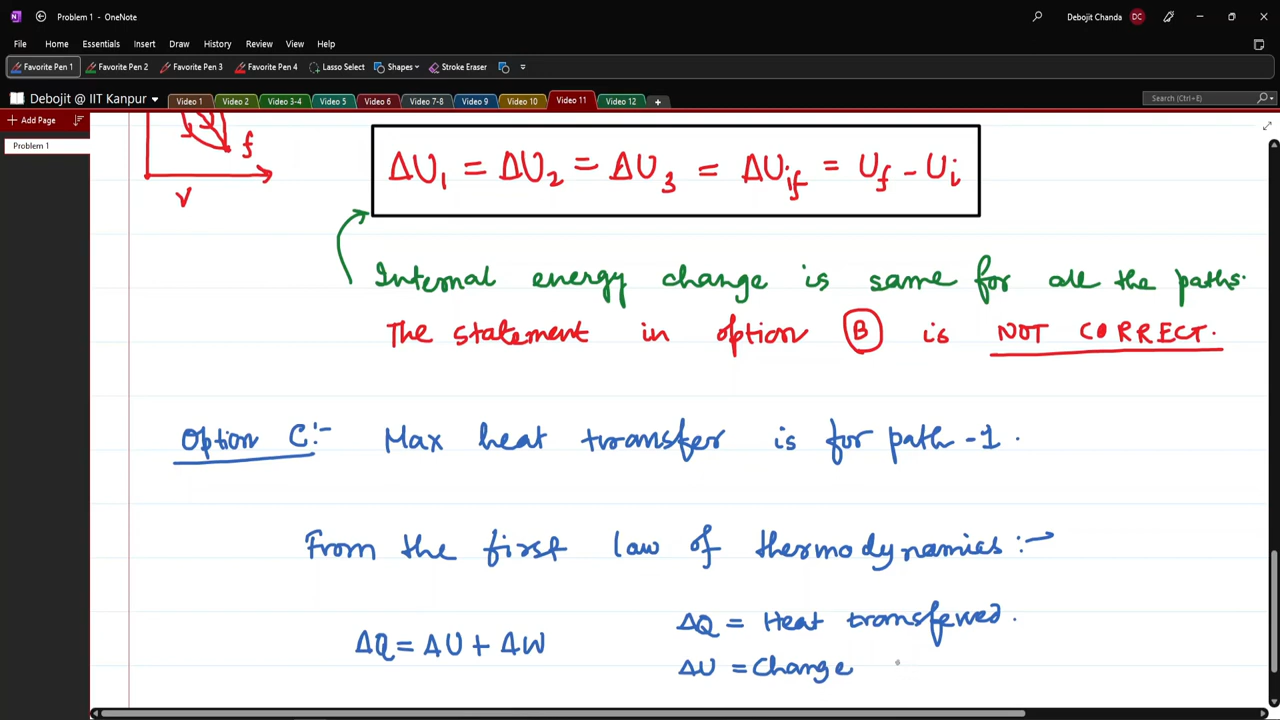 Problem 1 - OneNote
Debojit Chanda DC
File Home Essentials Insert Draw History Review View Help
Favorite Pen 1 Favorite Pen 2 Favorite Pen 3 Favorite Pen 4 Lasso Select Shapes Stroke Eraser
Debojit @ IIT Kanpur Video 1 Video 2 Video 3-4 Video 5 Video 6 Video 7-8 Video 9 Video 10 Video 11 Video 12 Search (Ctrl+E)
Add Page
Problem 1
f
V
ΔU₁ = ΔU₂ = ΔU₃ = ΔU_if = U_f - U_i
Internal energy change is same for all the paths.
The statement in option B is NOT CORRECT.
Option C:- Max heat transfer is for path -1.
From the first law of thermodynamics :→
ΔQ = ΔU + ΔW
ΔQ = Heat transferred.
ΔU = Change